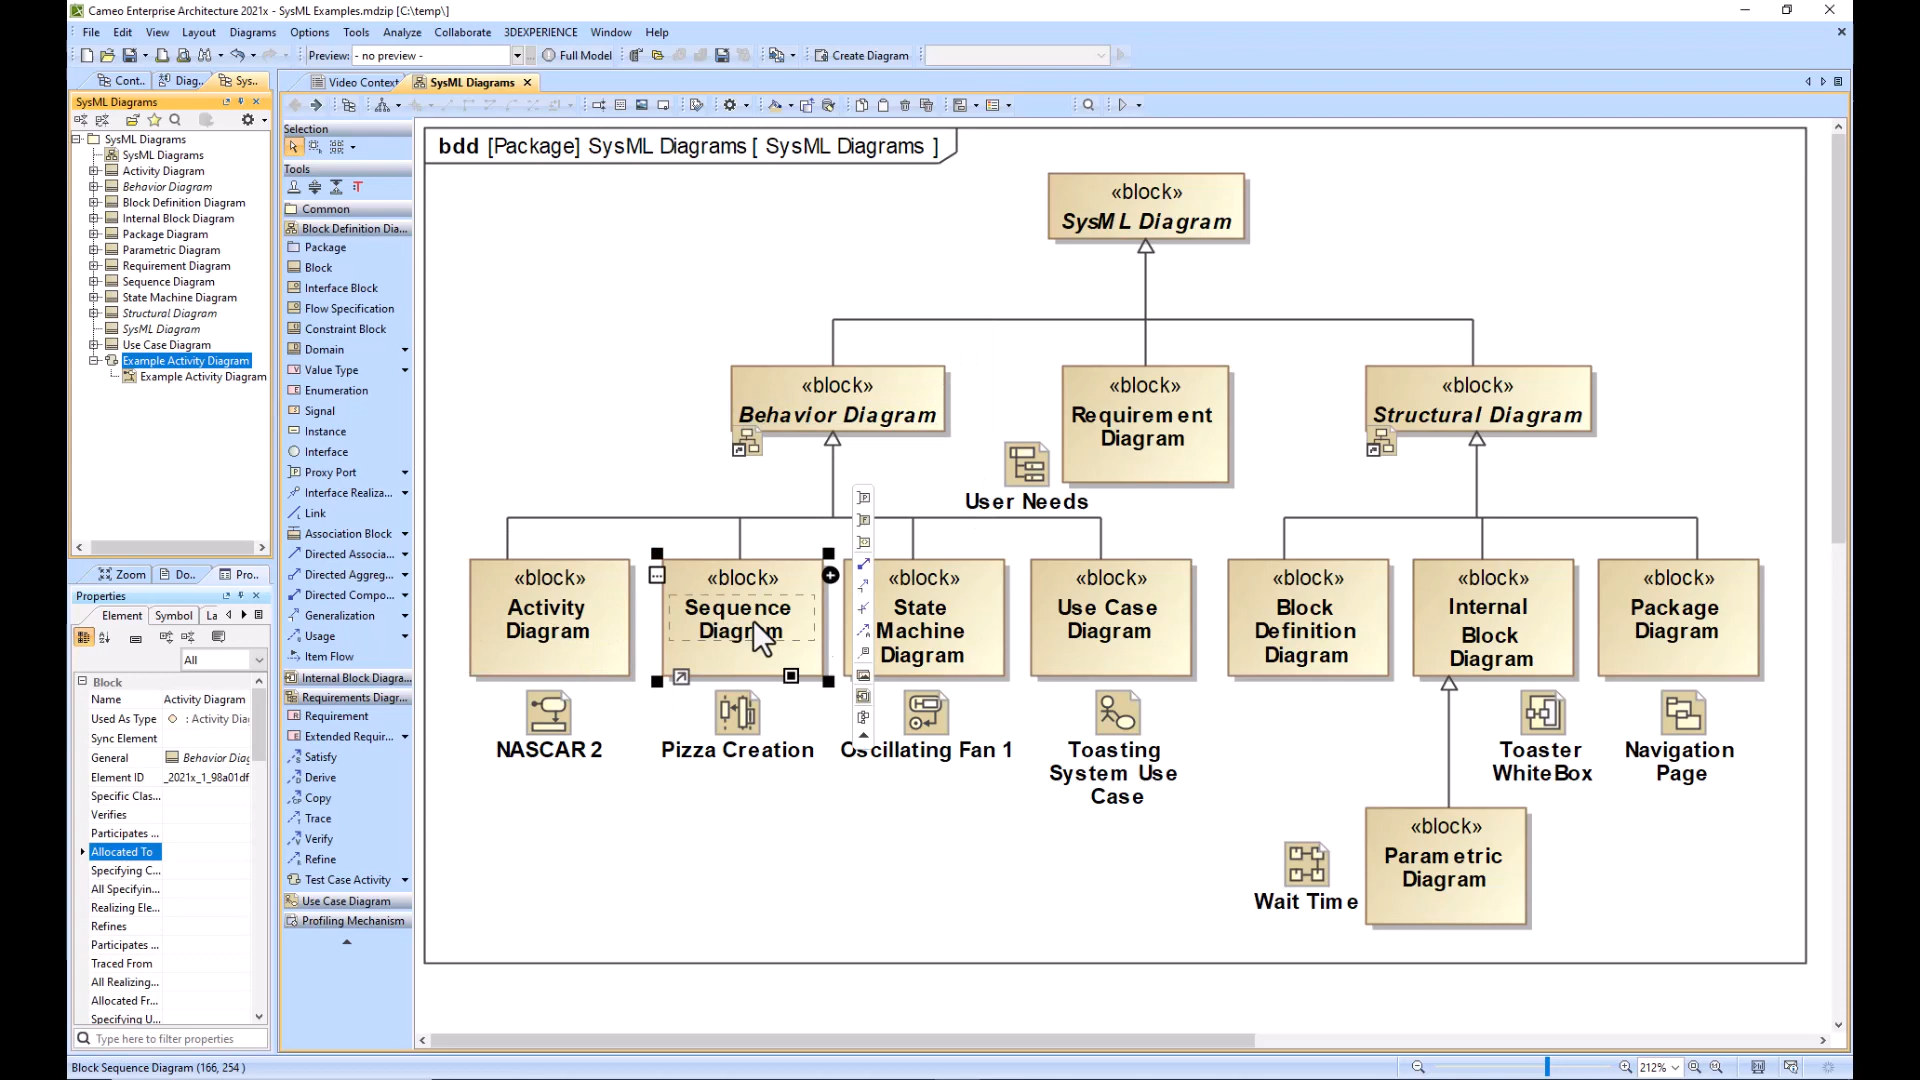 Cameo Enterprise Architecture 2021x - SysML Examples.mdzip [C:\temp\]
File Edit View Layout Diagrams Options Tools Analyze Collaborate 3DEXPERIENCE Window Help
Preview: - no preview - Full Model Create Diagram
Cont.. Diag.. Sys..
Video Context SysML Diagrams
SysML Diagrams
SysML Diagrams
SysML Diagrams
Activity Diagram
Behavior Diagram
Block Definition Diagram
Internal Block Diagram
Package Diagram
Parametric Diagram
Requirement Diagram
Sequence Diagram
State Machine Diagram
Structural Diagram
SysML Diagram
Use Case Diagram
Example Activity Diagram
Example Activity Diagram
Zoom Do... Pro...
Properties
Element Symbol La
All
Block
Name Activity Diagram
Used As Type : Activity Dia
Sync Element
General Behavior Diag
Element ID _2021x_1_98a01df
Specific Clas...
Verifies
Participates ...
Allocated To
Specifying C...
All Specifyin...
Realizing Ele...
Refines
Participates ...
Traced From
All Realizing...
Allocated Fr...
Specifying U...
Type here to filter properties
Selection
Tools
Common
Block Definition Dia...
Package
Block
Interface Block
Flow Specification
Constraint Block
Domain
Value Type
Enumeration
Signal
Instance
Interface
Proxy Port
Interface Realiza...
Link
Association Block
Directed Associa...
Directed Aggreg...
Directed Compo...
Generalization
Usage
Item Flow
Internal Block Diagra...
Requirements Diagr...
Requirement
Extended Requir...
Satisfy
Derive
Copy
Trace
Verify
Refine
Test Case Activity
Use Case Diagram
Profiling Mechanism
bdd [Package] SysML Diagrams [ SysML Diagrams ]
«block»
SysML Diagram
«block»
Behavior Diagram
«block»
Requirement
Diagram
User Needs
«block»
Structural Diagram
«block»
Activity
Diagram
NASCAR 2
«block»
Sequence
Diagram
Pizza Creation
«block»
State
Machine
Diagram
Oscillating Fan 1
«block»
Use Case
Diagram
Toasting
System Use
Case
«block»
Block
Definition
Diagram
«block»
Internal
Block
Diagram
Toaster
WhiteBox
«block»
Package
Diagram
Navigation
Page
«block»
Parametric
Diagram
Wait Time
Block Sequence Diagram (166, 254 )
212%